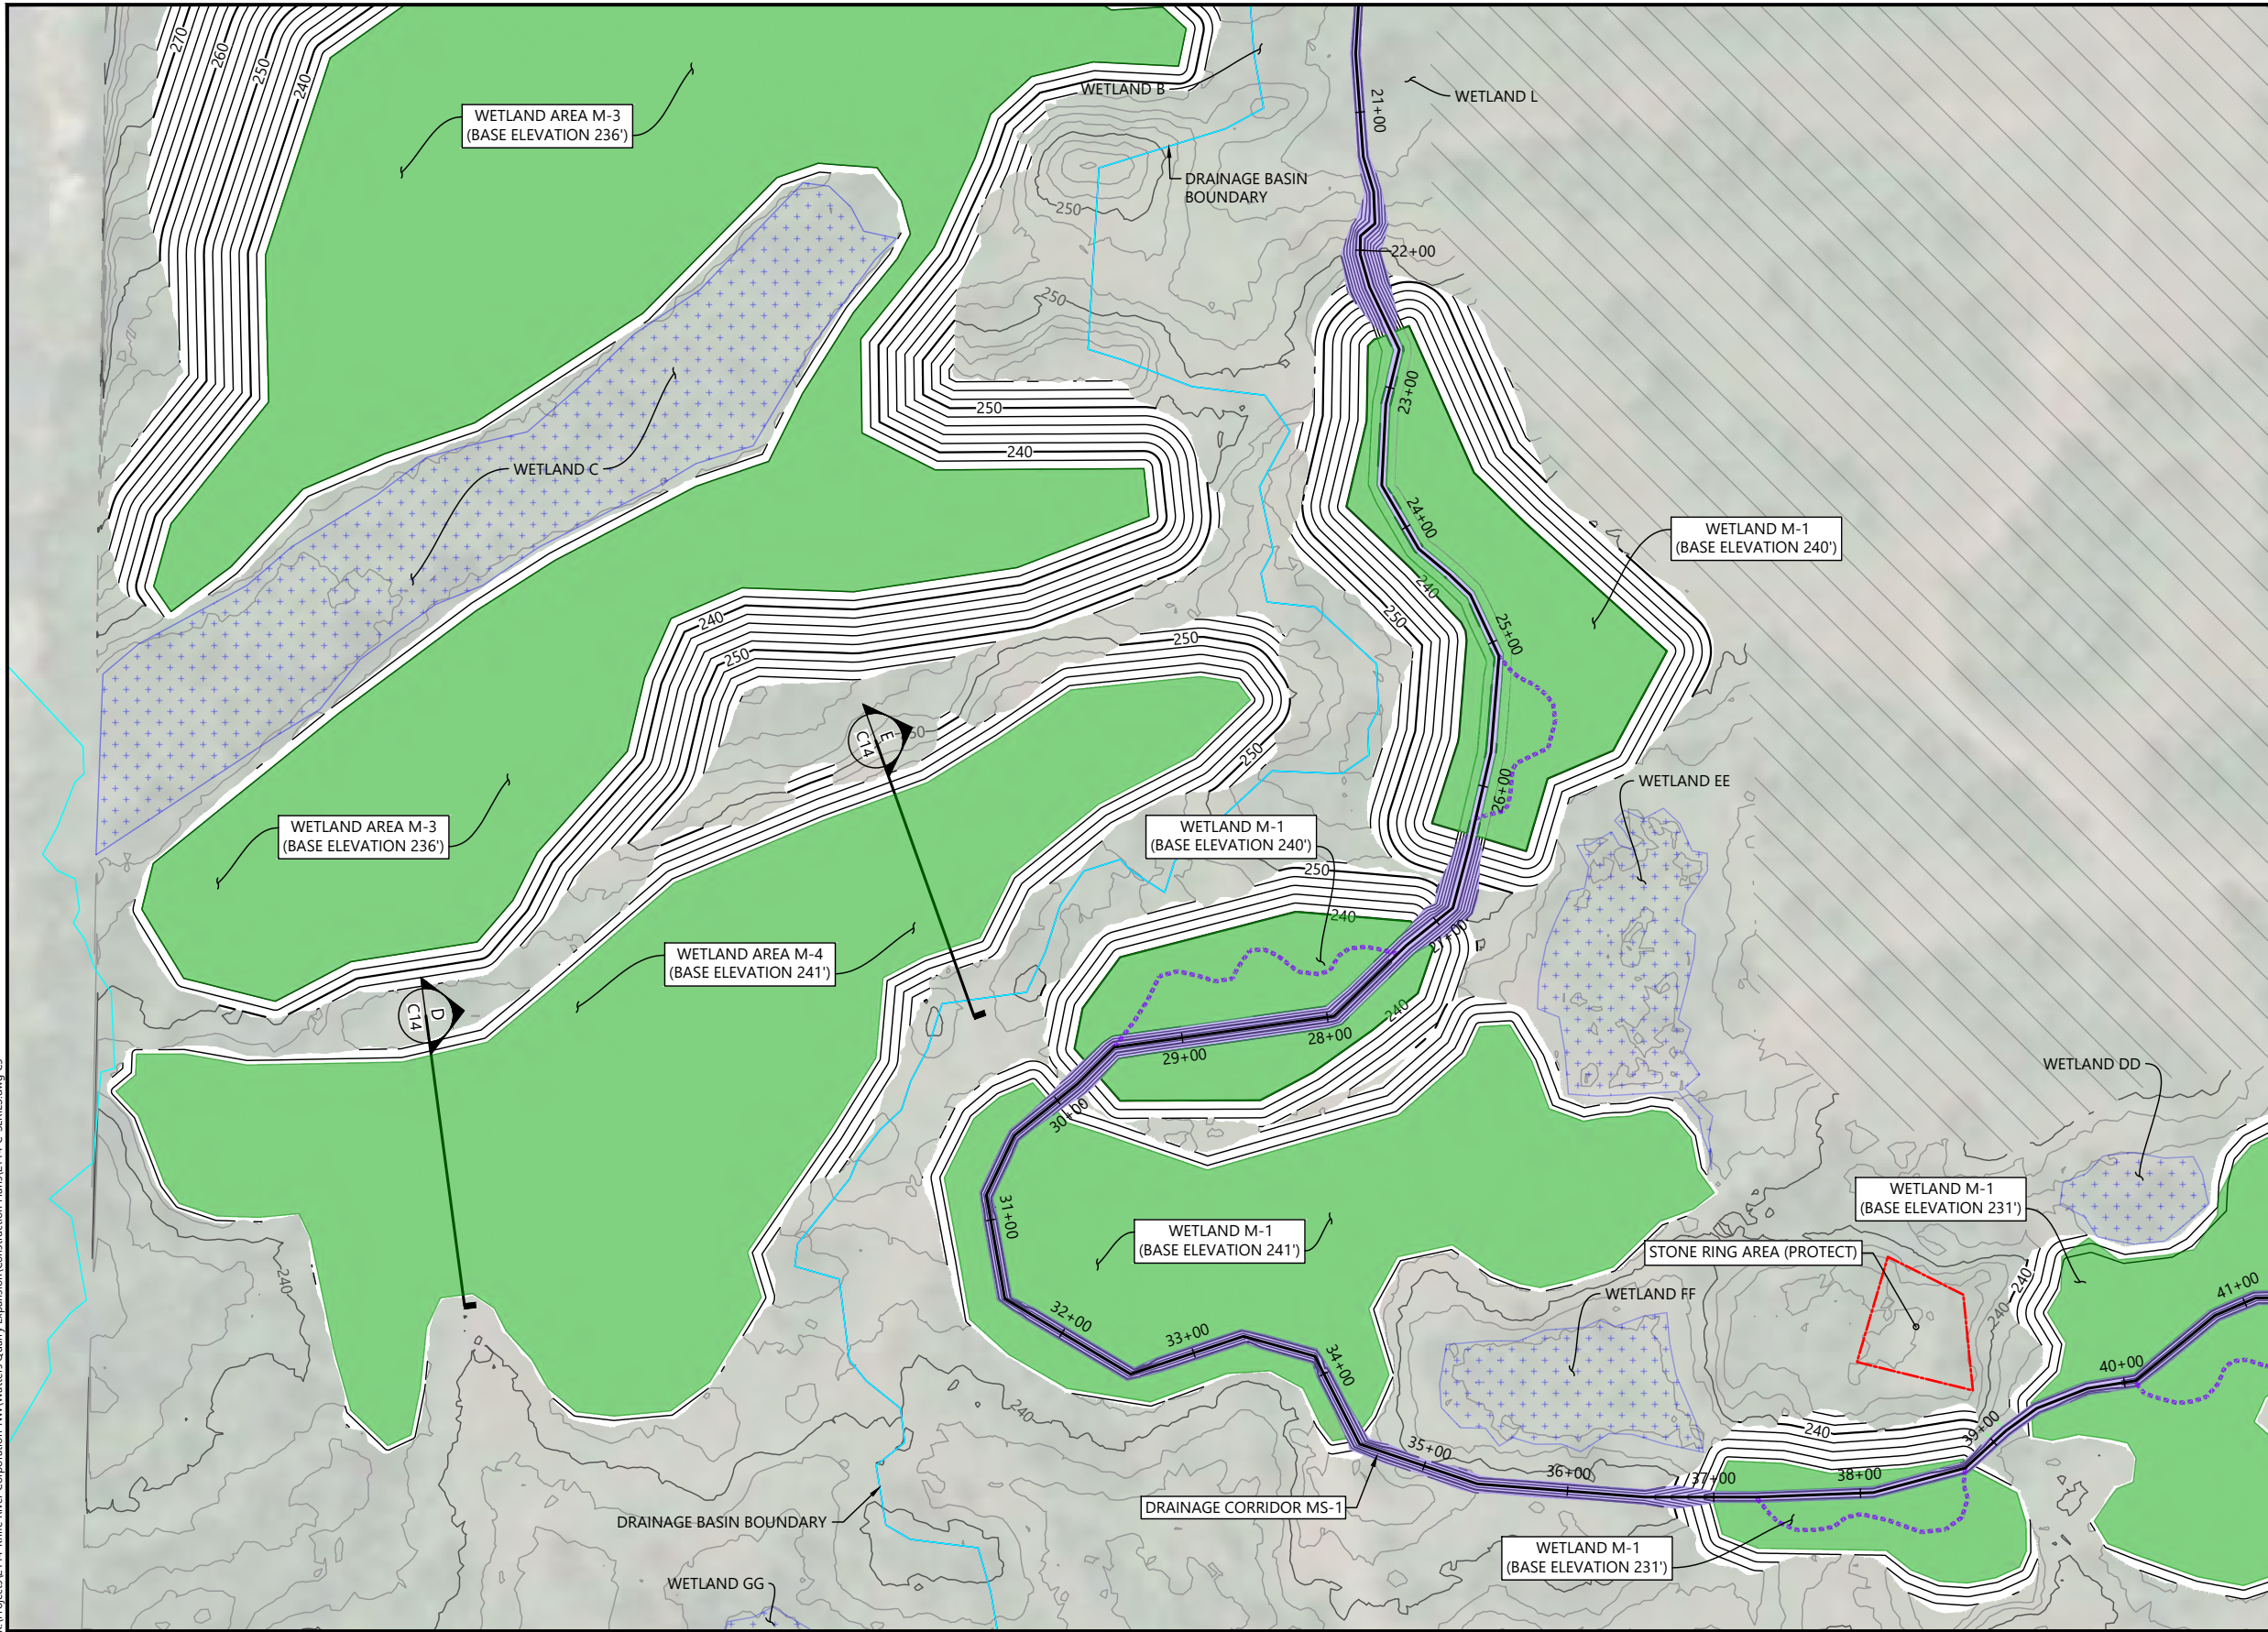 270
260
250
240
WETLAND AREA M-3
(BASE ELEVATION 236')
WETLAND B
WETLAND L
21+00
DRAINAGE BASIN
BOUNDARY
250
22+00
250
23+00
250
240
WETLAND C
24+00
WETLAND M-1
(BASE ELEVATION 240')
240
250
25+00
240
250
250
E
C14
250
250
26+00
WETLAND EE
WETLAND AREA M-3
(BASE ELEVATION 236')
WETLAND M-1
(BASE ELEVATION 240')
250
240
27+00
WETLAND AREA M-4
(BASE ELEVATION 241')
D
C14
240
28+00
29+00
30+00
WETLAND DD
31+00
WETLAND M-1
(BASE ELEVATION 231')
WETLAND M-1
(BASE ELEVATION 241')
STONE RING AREA (PROTECT)
240
240
240
WETLAND FF
41+00
32+00
33+00
34+00
40+00
240
240
39+00
35+00
36+00
37+00
38+00
DRAINAGE CORRIDOR MS-1
DRAINAGE BASIN BOUNDARY
WETLAND M-1
(BASE ELEVATION 231')
WETLAND GG